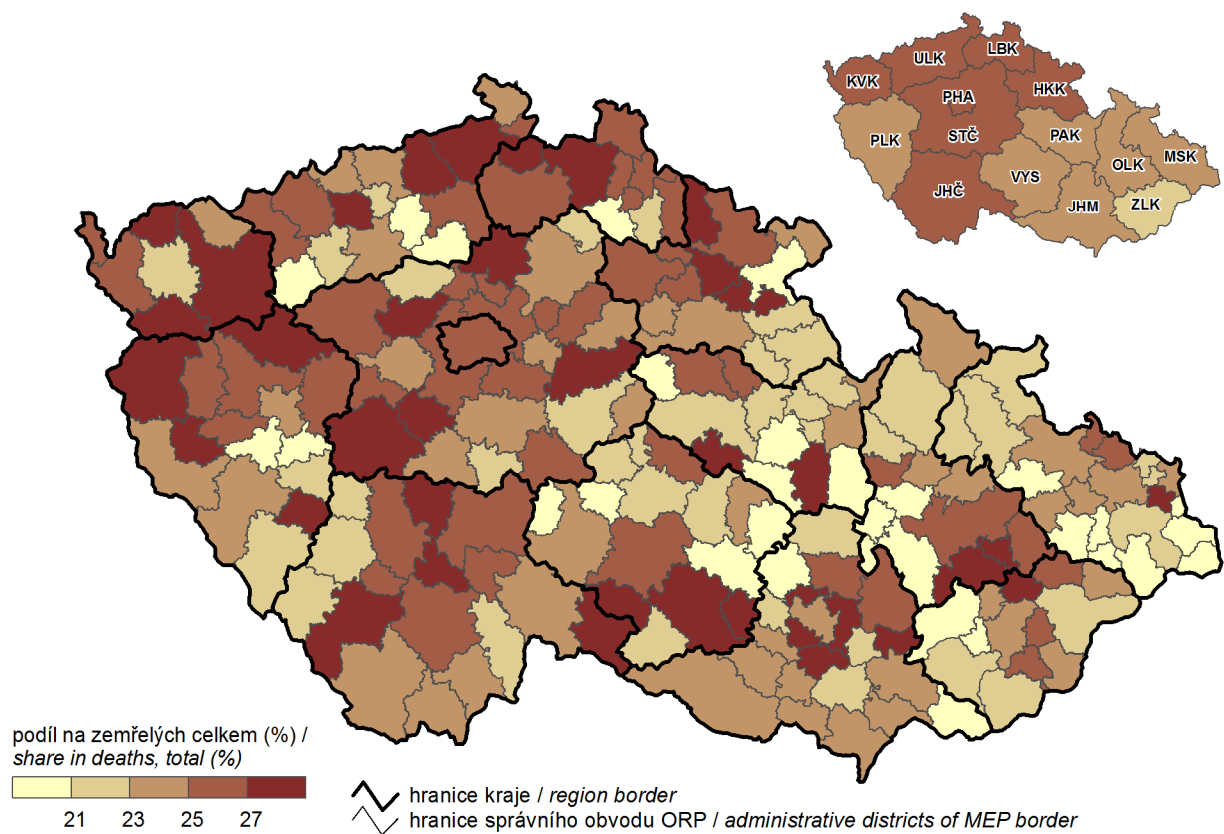 KVK ULK LBK
PHA HKK
PLK STČ PAK
JHČ VYS OLK MSK
JHM ZLK
podíl na zemřelých celkem (%) /
share in deaths, total (%)
21 23 25 27
hranice kraje / region border
hranice správního obvodu ORP / administrative districts of MEP border